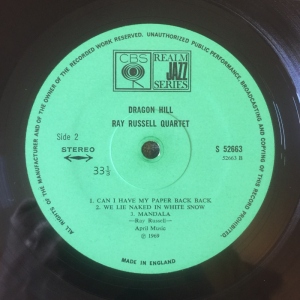 ALL RIGHTS OF THE MANUFACTURER AND OF THE OWNER OF THE RECORDED WORK RESERVED. UNAUTHORIZED PUBLIC PERFORMANCE, BROADCASTING AND COPYING OF THIS RECORD PROHIBITED.
CBS
REALM
JAZZ
SERIES
DRAGON HILL
RAY RUSSELL QUARTET
Side 2
S 52663
STEREO
52663 B
33⅓
1. CAN I HAVE MY PAPER BACK BACK
2. WE LIE NAKED IN WHITE SNOW
3. MANDALA
—Ray Russell—
April Music
℗ 1969
MADE IN ENGLAND